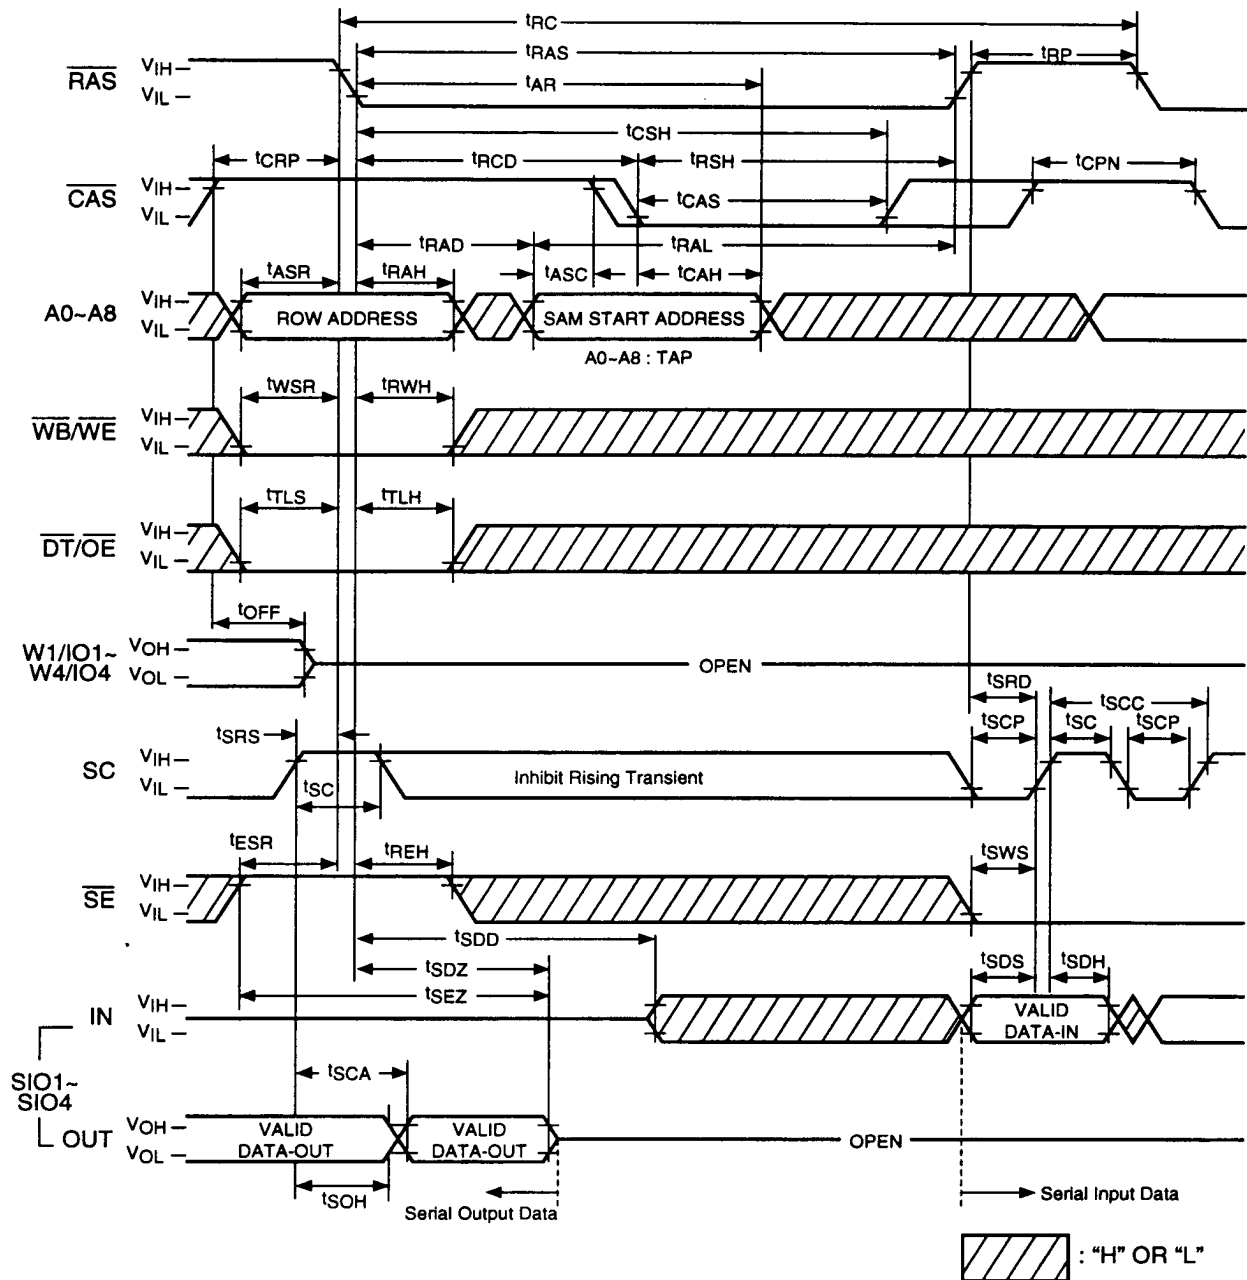 tRC
tRAS
tRP
RAS
VIH
VIL
tAR
tCSH
tCRP
tRCD
tRSH
tCPN
CAS
VIH
VIL
tCAS
tRAD
tRAL
tASR
tRAH
tASC
tCAH
A0~A8
VIH
VIL
ROW ADDRESS
SAM START ADDRESS
A0~A8 : TAP
tWSR
tRWH
WB/WE
VIH
VIL
tTLS
tTLH
DT/OE
VIH
VIL
tOFF
W1/IO1~
W4/IO4
VOH
VOL
OPEN
tSRD
tSCC
tSRS
tSCP
tSC
tSCP
SC
VIH
VIL
tSC
Inhibit Rising Transient
tESR
tREH
tSWS
SE
VIH
VIL
tSDD
tSDZ
tSEZ
tSDS
tSDH
IN
VIH
VIL
VALID
DATA-IN
SIO1~
SIO4
tSCA
OUT
VOH
VOL
VALID
DATA-OUT
VALID
DATA-OUT
OPEN
tSOH
Serial Output Data
Serial Input Data
: “H” OR “L”